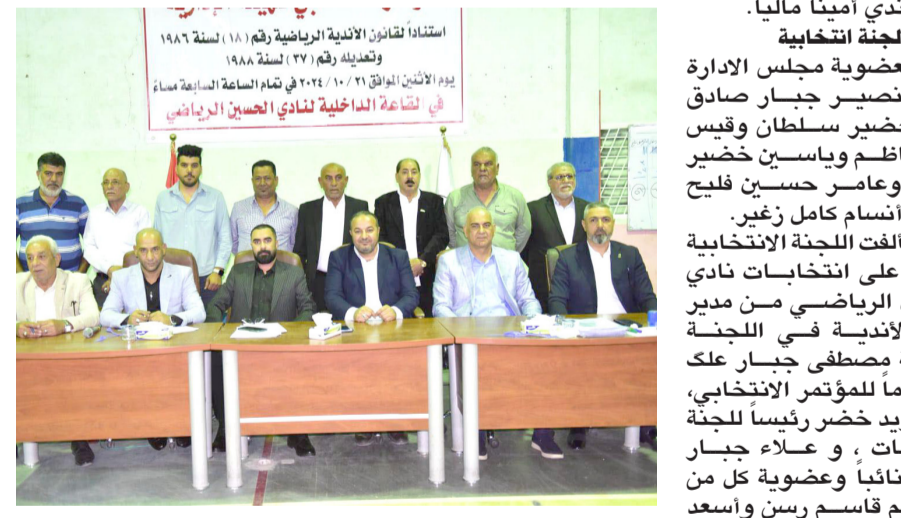 استناداً لقانون الأندية الرياضية رقم (١٨) لسنة ١٩٨٦
وتعديله رقم (٣٧) لسنة ١٩٨٨
يوم الأثنين الموافق ٢١ / ١٠ / ٢٠٢٤ في تمام الساعة السابعة مساءً
في القاعة الداخلية لنادي الحسين الرياضي
ندي أميناً مالياً.
لجنة انتخابية
عضوية مجلس الادارة
نصير جبار صادق
خضير سلطان وقيس
اظم وياسين خضير
وعامر حسين فليح
أنسام كامل زغير.
ألفت اللجنة الانتخابية
على انتخابات نادي
الرياضي من مدير
لأندية في اللجنة
مصطفى جبار علك
ماً للمؤتمر الانتخابي،
يد خضر رئيساً للجنة
ات ، و علاء جبار
نائباً وعضوية كل من
م قاسم رسن وأسعد